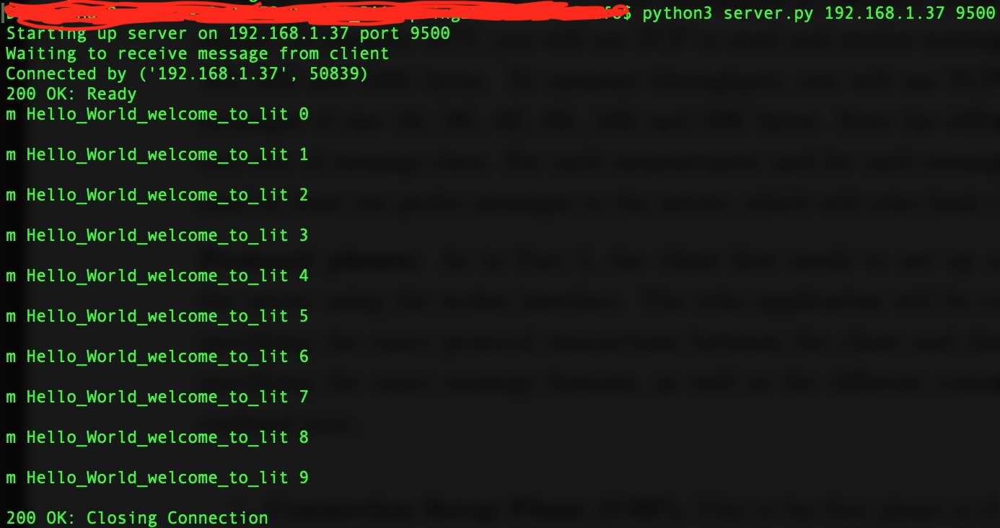 $ python3 server.py 192.168.1.37 9500
Starting up server on 192.168.1.37 port 9500
Waiting to receive message from client
Connected by ('192.168.1.37', 50839)
200 OK: Ready
m Hello_World_welcome_to_lit 0
m Hello_World_welcome_to_lit 1
m Hello_World_welcome_to_lit 2
m Hello_World_welcome_to_lit 3
m Hello_World_welcome_to_lit 4
m Hello_World_welcome_to_lit 5
m Hello_World_welcome_to_lit 6
m Hello_World_welcome_to_lit 7
m Hello_World_welcome_to_lit 8
m Hello_World_welcome_to_lit 9
200 OK: Closing Connection